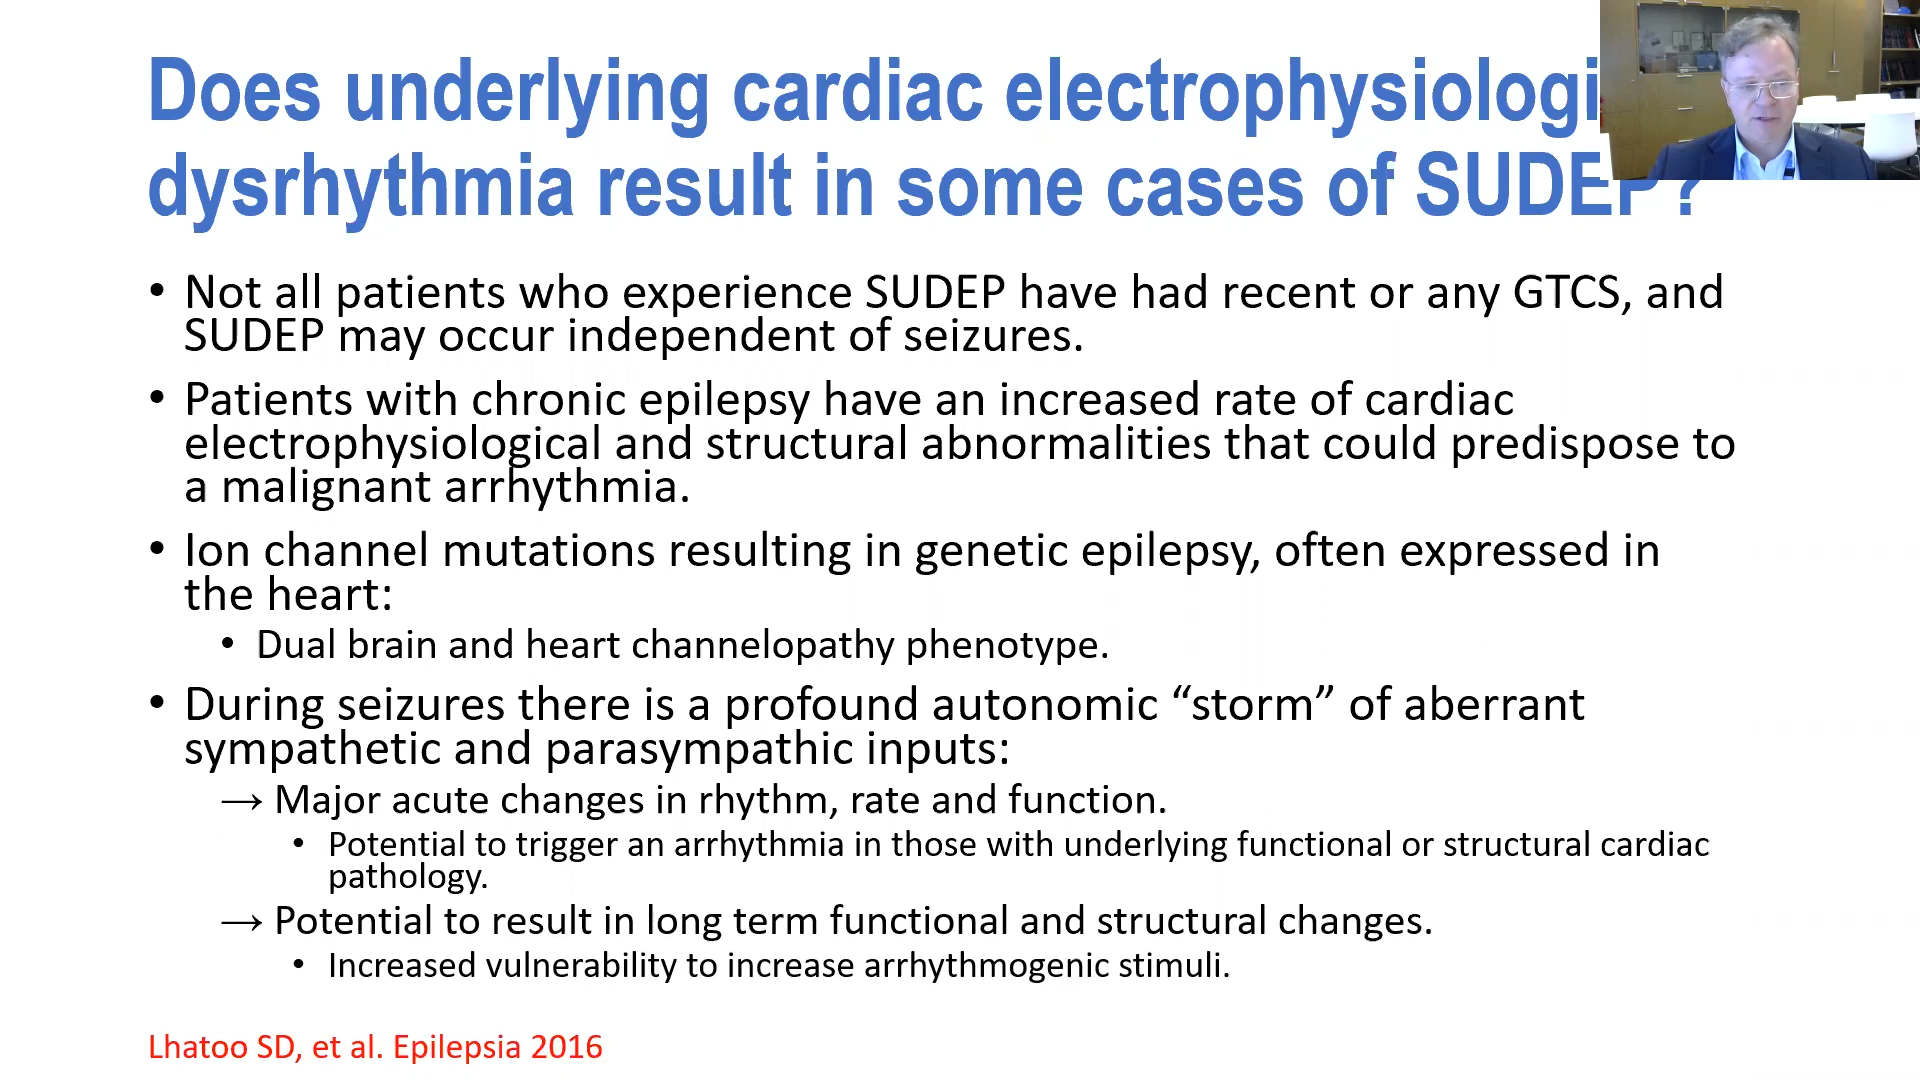 Does underlying cardiac electrophysiologi
dysrhythmia result in some cases of SUDEP?
• Not all patients who experience SUDEP have had recent or any GTCS, and
SUDEP may occur independent of seizures.
• Patients with chronic epilepsy have an increased rate of cardiac
electrophysiological and structural abnormalities that could predispose to
a malignant arrhythmia.
• Ion channel mutations resulting in genetic epilepsy, often expressed in
the heart:
• Dual brain and heart channelopathy phenotype.
• During seizures there is a profound autonomic “storm” of aberrant
sympathetic and parasympathic inputs:
→ Major acute changes in rhythm, rate and function.
• Potential to trigger an arrhythmia in those with underlying functional or structural cardiac
pathology.
→ Potential to result in long term functional and structural changes.
• Increased vulnerability to increase arrhythmogenic stimuli.
Lhatoo SD, et al. Epilepsia 2016